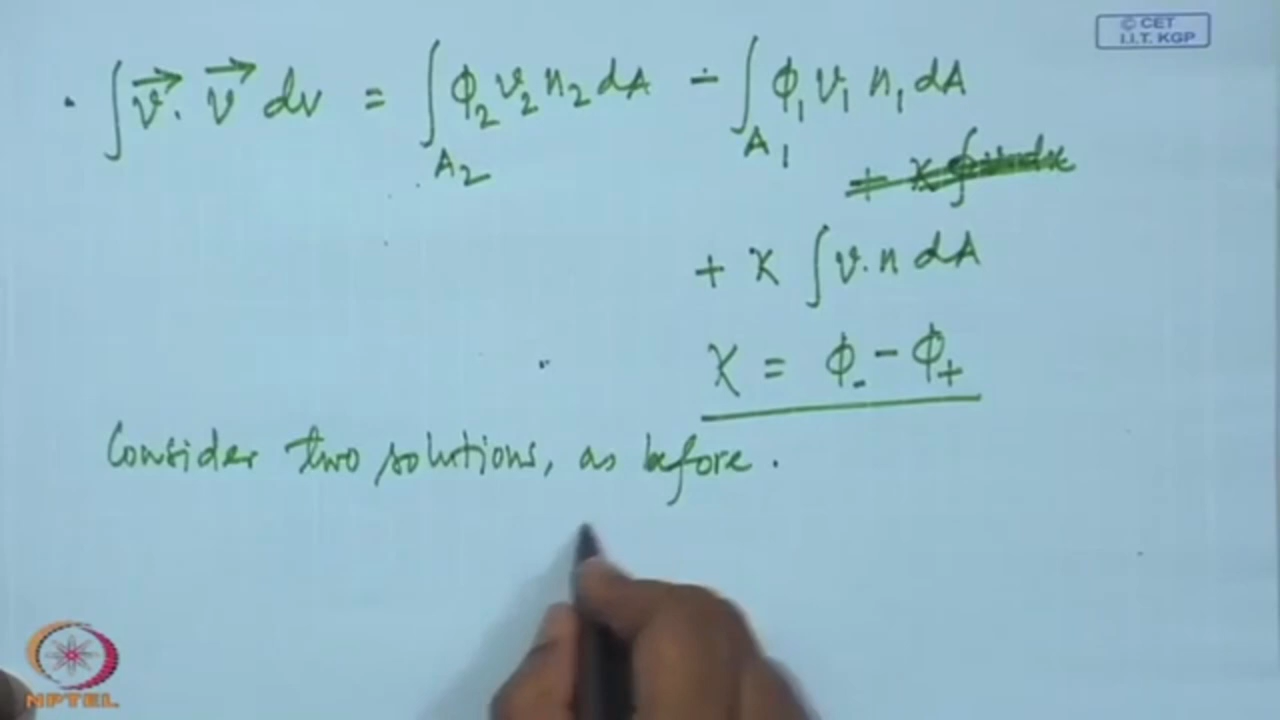 © CET
I.I.T. KGP
∫ v⃗ . v⃗ dv = ∫_{A2} ϕ₂ v₂ n₂ dA - ∫_{A1} ϕ₁ v₁ n₁ dA
+ χ ∫ v . n dA
χ = ϕ₋ - ϕ₊
Consider two solutions, as before .
NPTEL